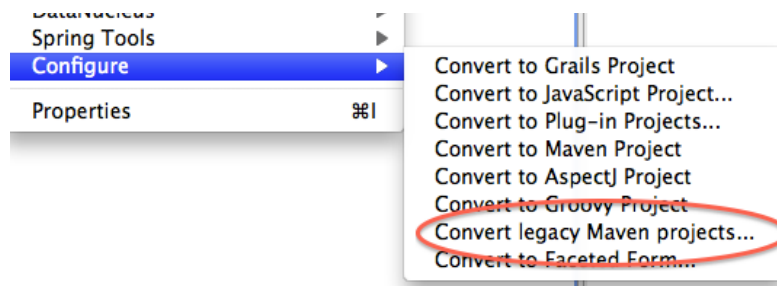 DataNucleus
Spring Tools
Configure
Properties ⌘I
Convert to Grails Project
Convert to JavaScript Project...
Convert to Plug-in Projects...
Convert to Maven Project
Convert to AspectJ Project
Convert to Groovy Project
Convert legacy Maven projects...
Convert to Faceted Form...